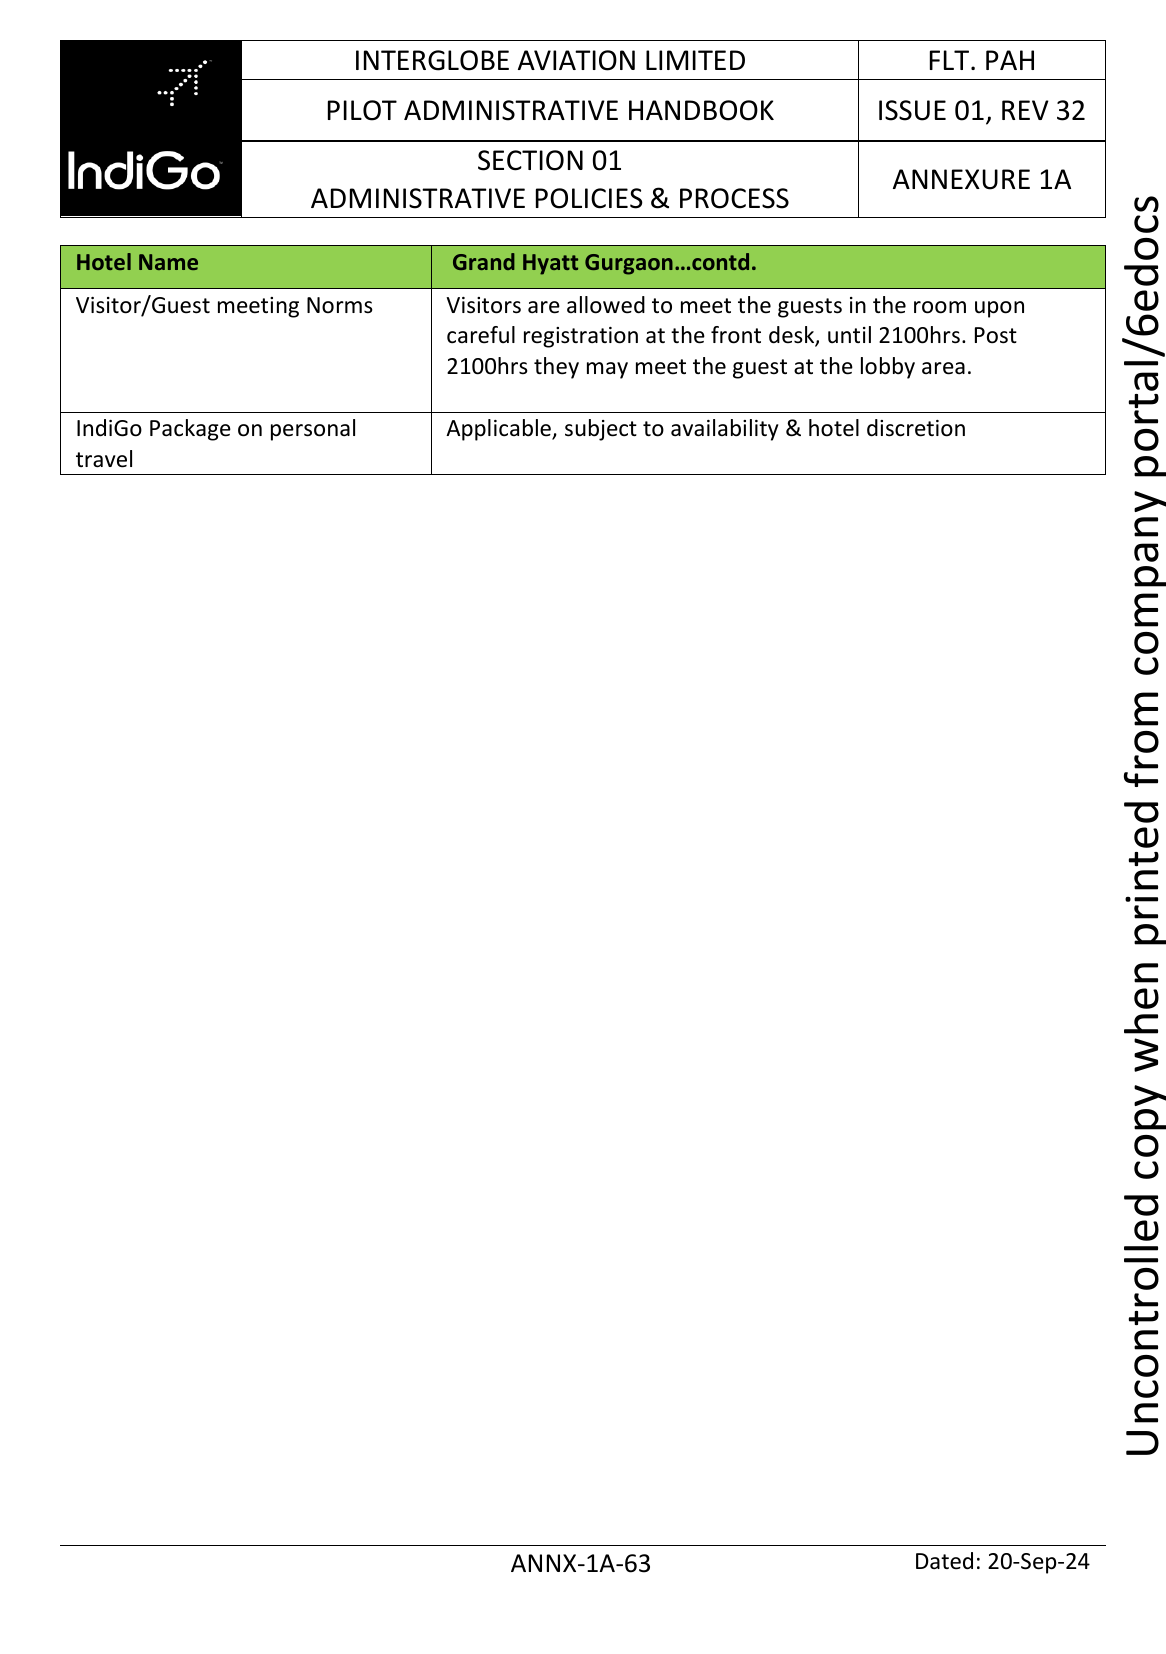 IndiGo
INTERGLOBE AVIATION LIMITED
FLT. PAH
PILOT ADMINISTRATIVE HANDBOOK
ISSUE 01, REV 32
SECTION 01
ADMINISTRATIVE POLICIES & PROCESS
ANNEXURE 1A
Hotel Name
Grand Hyatt Gurgaon…contd.
Visitor/Guest meeting Norms
Visitors are allowed to meet the guests in the room upon
careful registration at the front desk, until 2100hrs. Post
2100hrs they may meet the guest at the lobby area.
IndiGo Package on personal
travel
Applicable, subject to availability & hotel discretion
Uncontrolled copy when printed from company portal/6edocs
ANNX-1A-63
Dated: 20-Sep-24